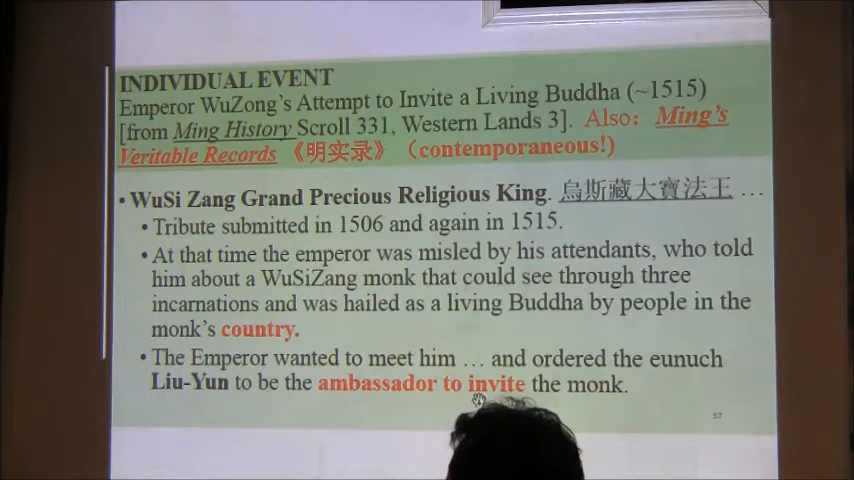 INDIVIDUAL EVENT
Emperor WuZong's Attempt to Invite a Living Buddha (~1515)
[from Ming History Scroll 331, Western Lands 3]. Also: Ming's
Veritable Records 《明实录》 (contemporaneous!)
• WuSi Zang Grand Precious Religious King. 烏斯藏大寶法王 ...
• Tribute submitted in 1506 and again in 1515.
• At that time the emperor was misled by his attendants, who told
him about a WuSiZang monk that could see through three
incarnations and was hailed as a living Buddha by people in the
monk's country.
• The Emperor wanted to meet him ... and ordered the eunuch
Liu-Yun to be the ambassador to invite the monk.
57